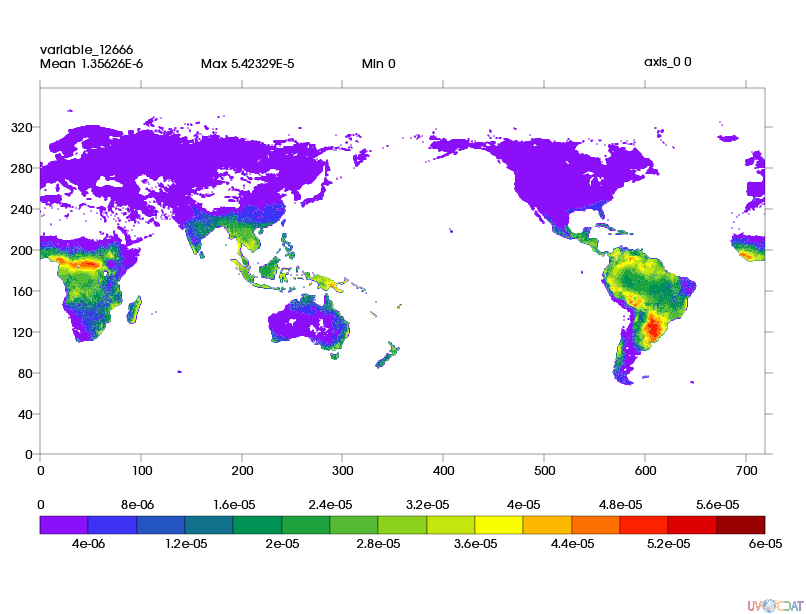 variable_12666
Mean 1.35626E-6 Max 5.42329E-5 Min 0 axis_0 0
320
280
240
200
160
120
80
40
0
0 100 200 300 400 500 600 700
0 8e-06 1.6e-05 2.4e-05 3.2e-05 4e-05 4.8e-05 5.6e-05
4e-06 1.2e-05 2e-05 2.8e-05 3.6e-05 4.4e-05 5.2e-05 6e-05
UV-CDAT